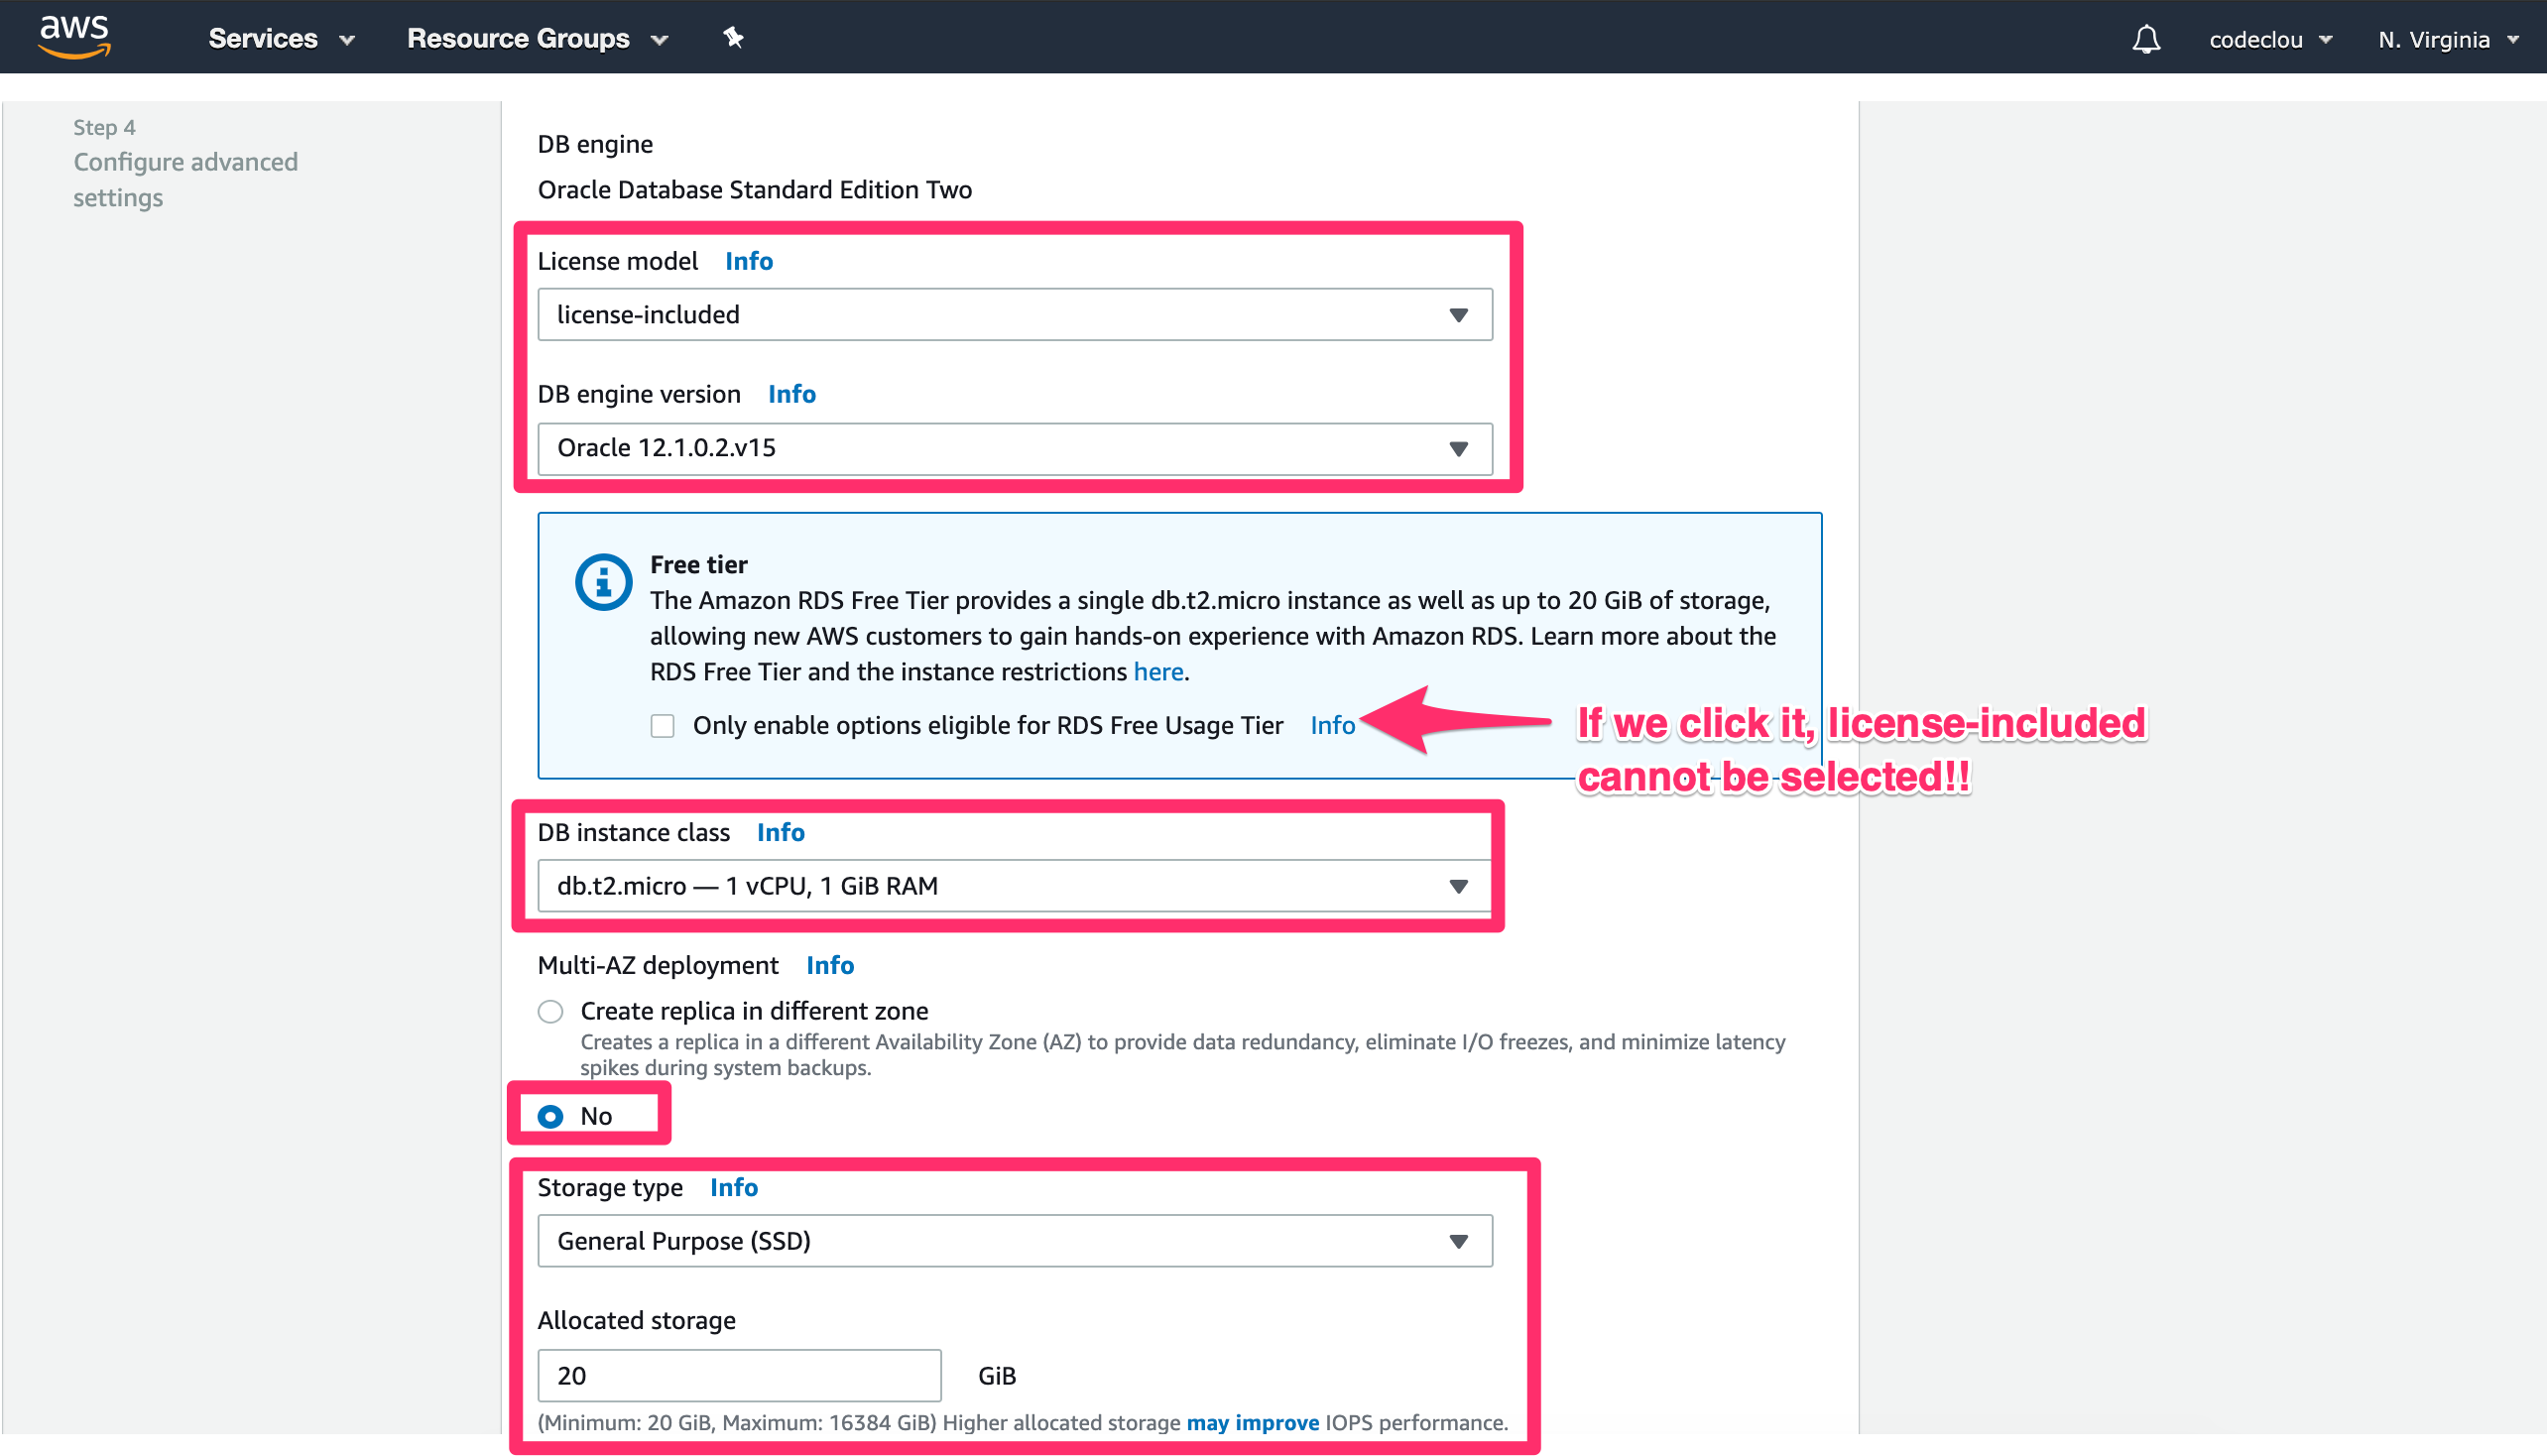 aws
Services
Resource Groups
codeclou
N. Virginia
Step 4
Configure advanced
settings
DB engine
Oracle Database Standard Edition Two
License model Info
license-included
DB engine version Info
Oracle 12.1.0.2.v15
Free tier
The Amazon RDS Free Tier provides a single db.t2.micro instance as well as up to 20 GiB of storage,
allowing new AWS customers to gain hands-on experience with Amazon RDS. Learn more about the
RDS Free Tier and the instance restrictions here.
Only enable options eligible for RDS Free Usage Tier Info
If we click it, license-included
cannot be selected!!
DB instance class Info
db.t2.micro — 1 vCPU, 1 GiB RAM
Multi-AZ deployment Info
Create replica in different zone
Creates a replica in a different Availability Zone (AZ) to provide data redundancy, eliminate I/O freezes, and minimize latency
spikes during system backups.
No
Storage type Info
General Purpose (SSD)
Allocated storage
20 GiB
(Minimum: 20 GiB, Maximum: 16384 GiB) Higher allocated storage may improve IOPS performance.